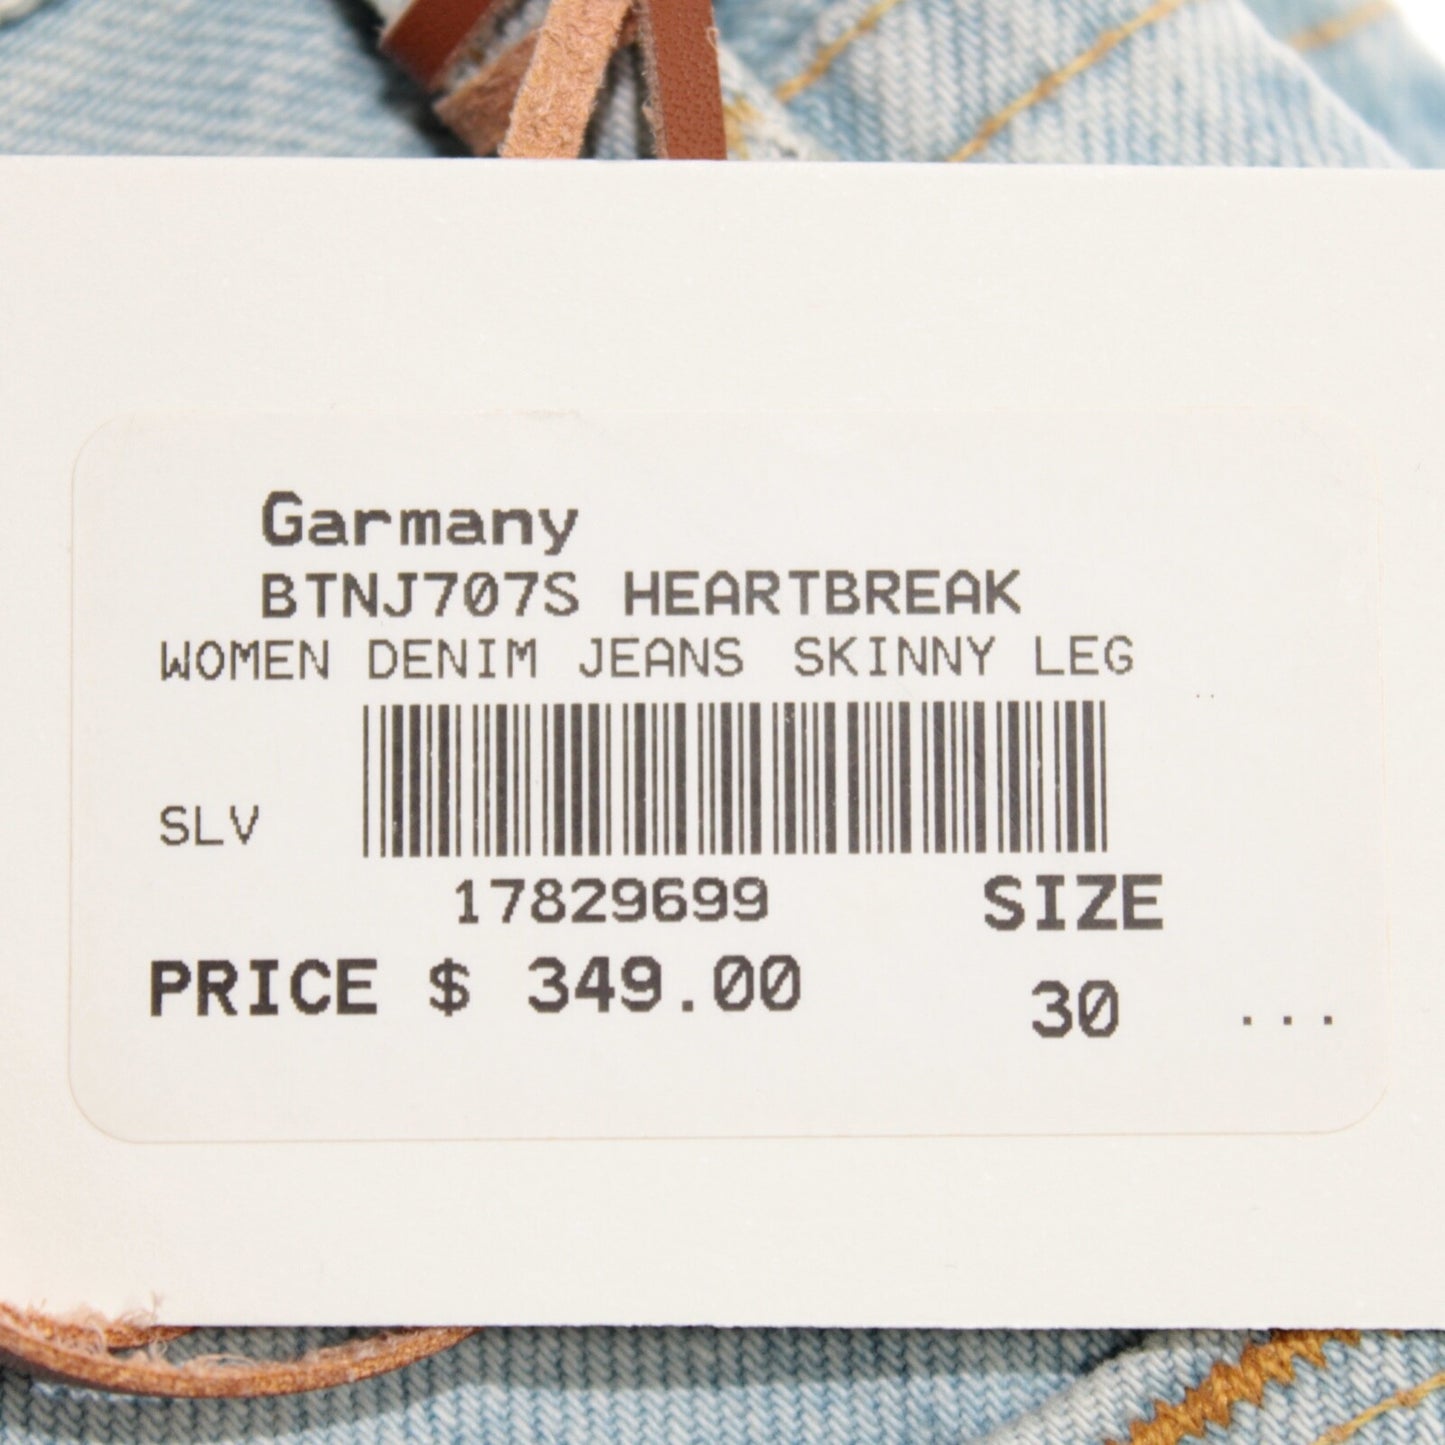 Garmany
BTNJ707S HEARTBREAK
WOMEN DENIM JEANS SKINNY LEG
SLV
17829699 SIZE
PRICE $ 349.00 30 ...